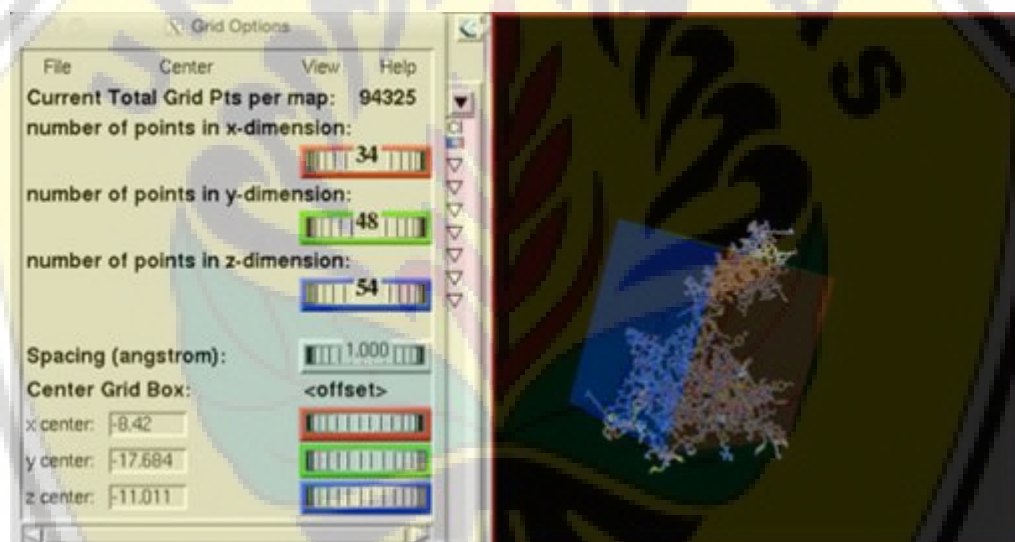 Grid Options
File Center View Help
Current Total Grid Pts per map: 94325
number of points in x-dimension:
34
number of points in y-dimension:
48
number of points in z-dimension:
54
Spacing (angstrom): 1.000
Center Grid Box: <offset>
x center: -8.42
y center: -17.684
z center: -11.011